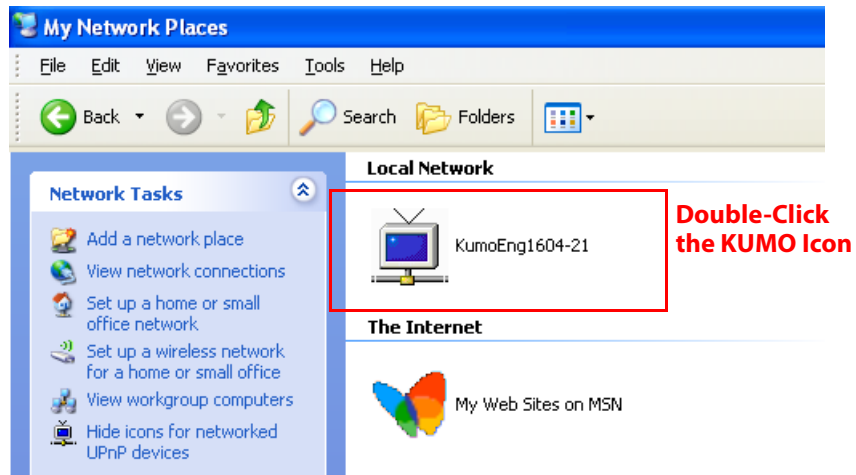 My Network Places
File Edit View Favorites Tools Help
Back Search Folders
Network Tasks
Add a network place
View network connections
Set up a home or small
office network
Set up a wireless network
for a home or small office
View workgroup computers
Hide icons for networked
UPnP devices
Local Network
KumoEng1604-21
Double-Click
the KUMO Icon
The Internet
My Web Sites on MSN